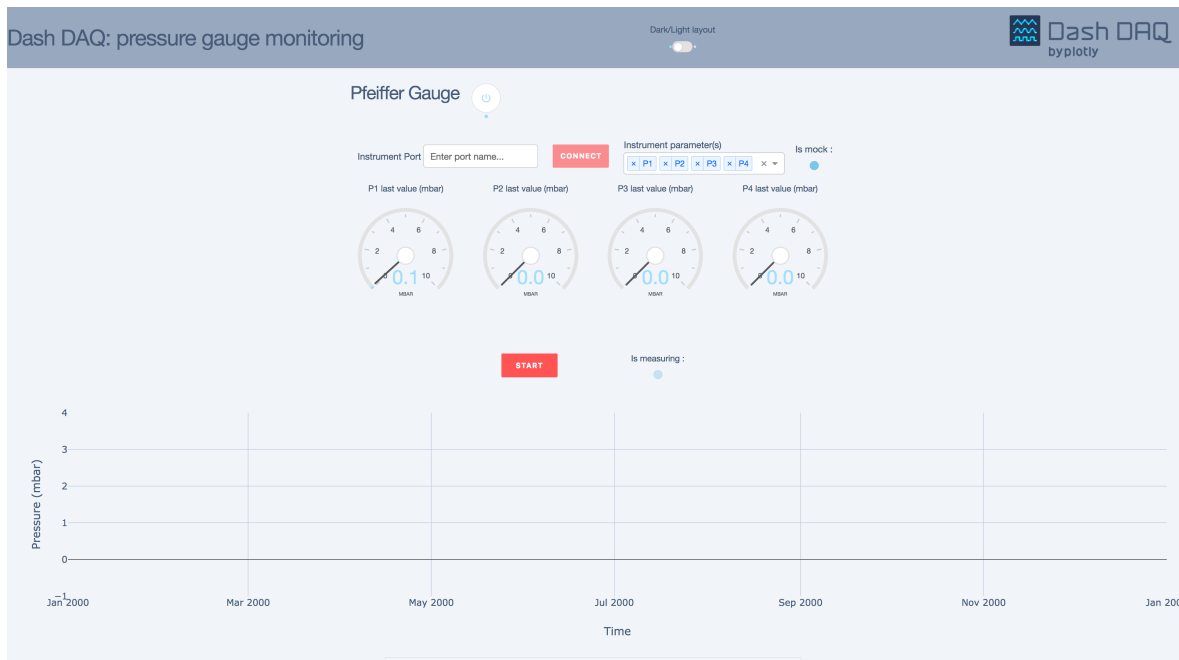 Dash DAQ: pressure gauge monitoring
Dark/Light layout
Dash DAQ
by plotly
Pfeiffer Gauge
Instrument Port Enter port name... CONNECT
Instrument parameter(s)
× P1 × P2 × P3 × P4 ×
Is mock :
P1 last value (mbar) P2 last value (mbar) P3 last value (mbar) P4 last value (mbar)
4 6 4 6 4 6 4 6
2 8 2 8 2 8 2 8
0 0.1 10 0 0.0 10 0 0.0 10 0 0.0 10
MBAR MBAR MBAR MBAR
START
Is measuring :
4
3
2
1
0
−1
Pressure (mbar)
Jan 2000 Mar 2000 May 2000 Jul 2000 Sep 2000 Nov 2000 Jan 200
Time